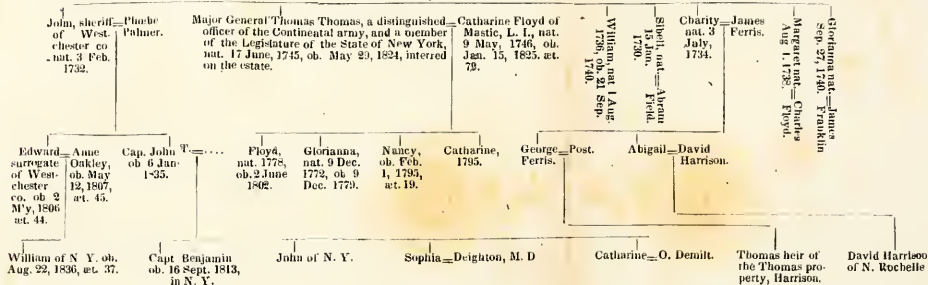 John, sheriff=Phoebe
of West- Palmer.
chester co
nat. 3 Feb.
1732.
Major General Thomas Thomas, a distinguished=Catharine Floyd of
officer of the Continental army, and a member Mastic, L. I., nat.
of the Legislature of the State of New York, 9 May, 1746, ob.
nat. 17 June, 1745, ob. May 29, 1824, interred Jan. 15, 1825. æt.
on the estate. 79.
William, nat 1 Aug.
1736, ob. 21 Sep.
1740.
Sibell, nat.=Abram
15 Jan. Field.
1730.
Charity=James
nat. 3 Ferris.
July,
1734.
Margaret nat.=Charles
Aug 1. 1738. Floyd.
Glorianna nat.=James
Sep. 27, 1740. Franklin
Edward=Anne
surrogate Oakley,
of West- ob. May
chester 12, 1807,
co. ob 2 æt. 45.
M'y, 1806
æt. 44.
Cap. John T.=....
ob 6 Jan.
1835.
Floyd,
nat. 1778,
ob. 2 June
1802.
Glorianna,
nat. 9 Dec.
1772, ob 9
Dec. 1779.
Nancy,
ob. Feb.
1, 1795,
æt. 19.
Catharine,
1795.
George=Post.
Ferris.
Abigail=David
Harrison.
William of N Y. ob.
Aug. 22, 1836, æt. 37.
Capt Benjamin
ob. 16 Sept. 1813,
in N. Y.
John of N. Y.
Sophia=Deighton, M. D
Catharine=O. Demilt.
Thomas heir of
the Thomas pro-
perty, Harrison.
David Harrison
of N. Rochelle